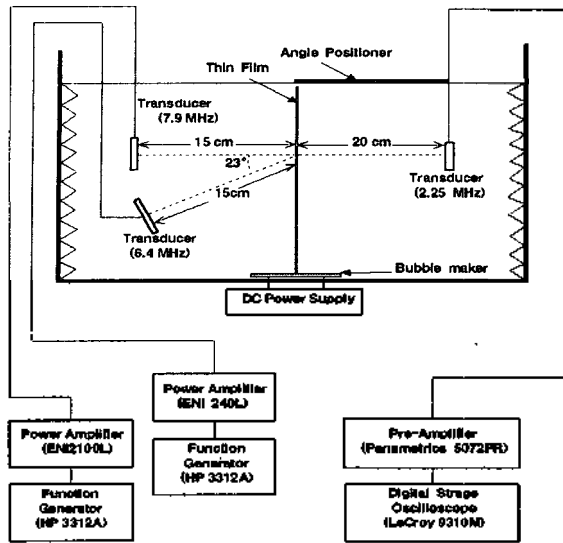 Angle Positioner
Thin Film
Transducer
(7.9 MHz)
15 cm
20 cm
23°
15cm
Transducer
(2.25 MHz)
Transducer
(6.4 MHz)
Bubble maker
DC Power Supply
Power Amplifier
(ENI 240L)
Function
Generator
(HP 3312A)
Power Amplifier
(ENI2100L)
Function
Generator
(HP 3312A)
Pre-Amplifier
(Panametrics 5072PR)
Digital Strage
Oscilloscope
(LeCroy 9310M)